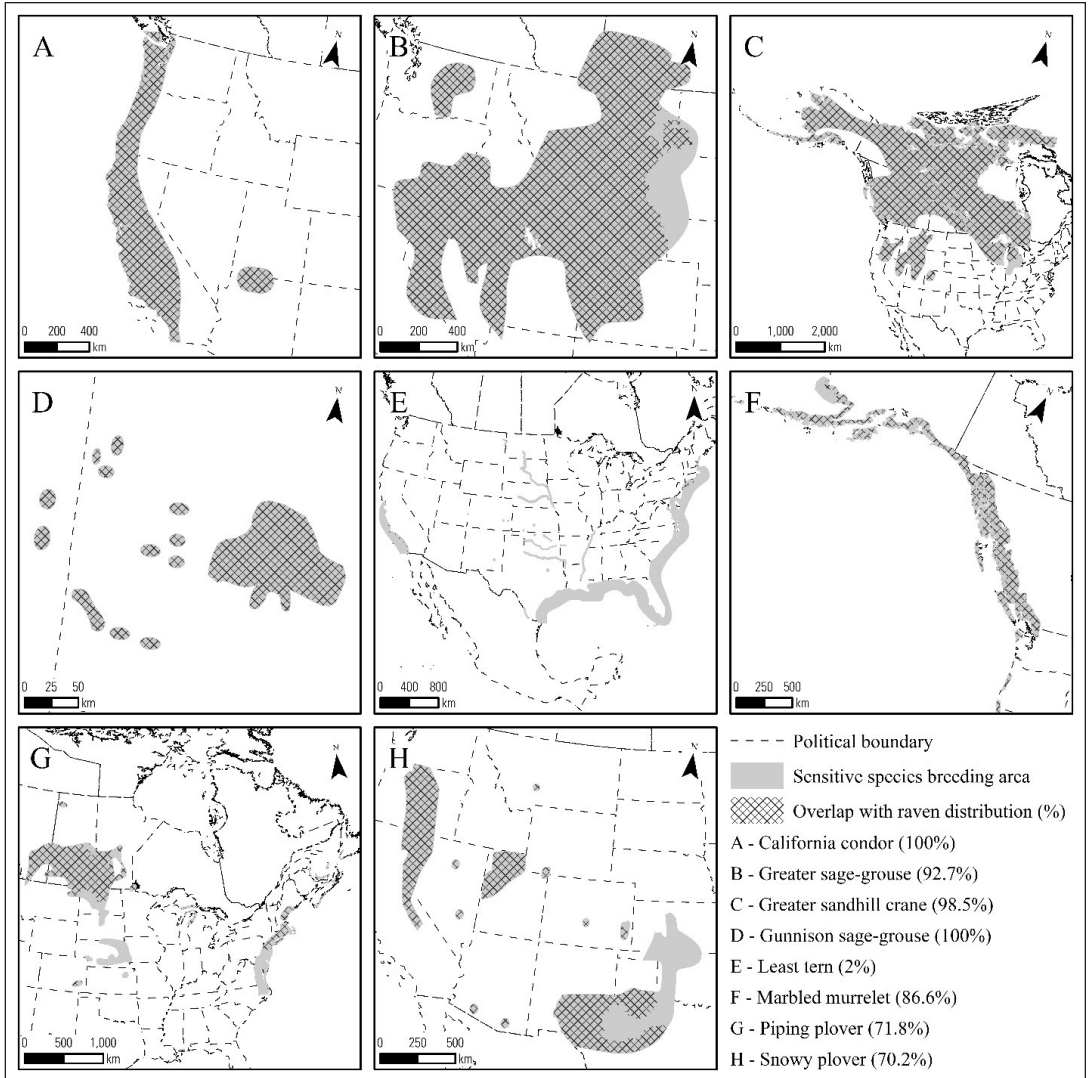 A
N
0 200 400
km
B
N
0 200 400
km
C
N
0 1,000 2,000
km
D
N
0 25 50
km
E
N
0 400 800
km
F
N
0 250 500
km
G
N
0 500 1,000
km
H
N
0 250 500
km
Political boundary
Sensitive species breeding area
Overlap with raven distribution (%)
A - California condor (100%)
B - Greater sage-grouse (92.7%)
C - Greater sandhill crane (98.5%)
D - Gunnison sage-grouse (100%)
E - Least tern (2%)
F - Marbled murrelet (86.6%)
G - Piping plover (71.8%)
H - Snowy plover (70.2%)